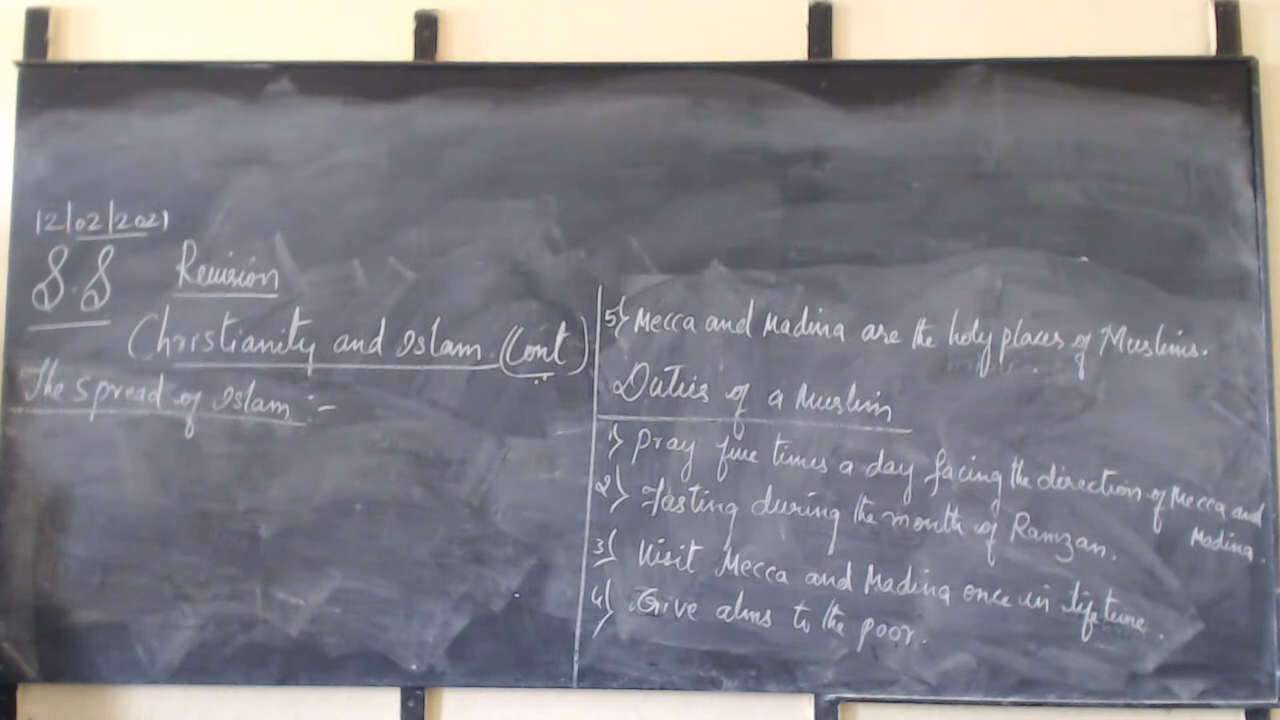 12/02/2021
S.S Revision
Christianity and Islam (Cont)
The spread of Islam :-
5) Mecca and Madina are the holy places of Muslims.
Duties of a Muslim
1) Pray five times a day facing the direction of Mecca and
Madina.
2) Fasting during the month of Ramzan.
3) Visit Mecca and Madina once in lifetime.
4) Give alms to the poor.